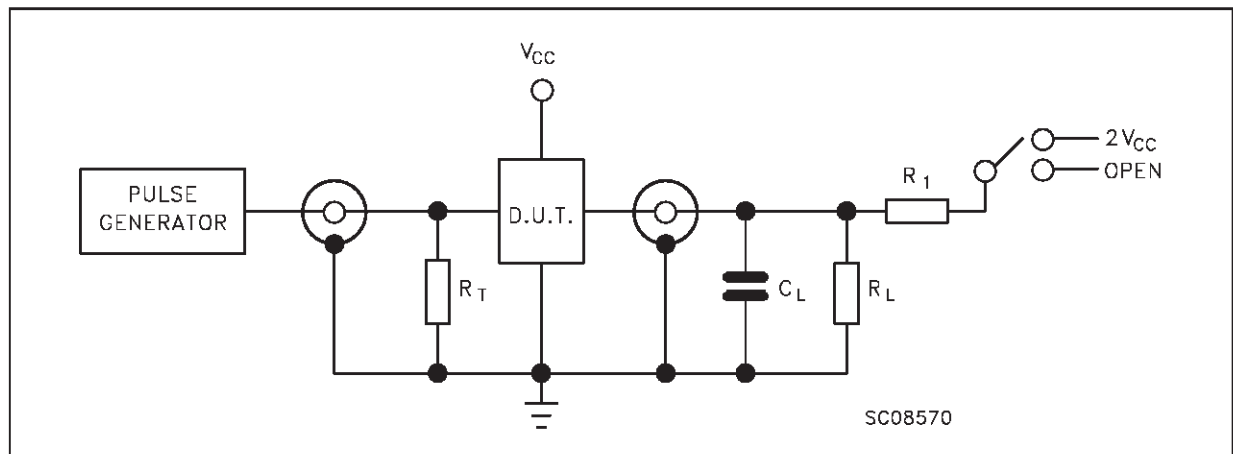 VCC
2VCC
OPEN
R1
PULSE
GENERATOR
D.U.T.
RT
CL
RL
SC08570